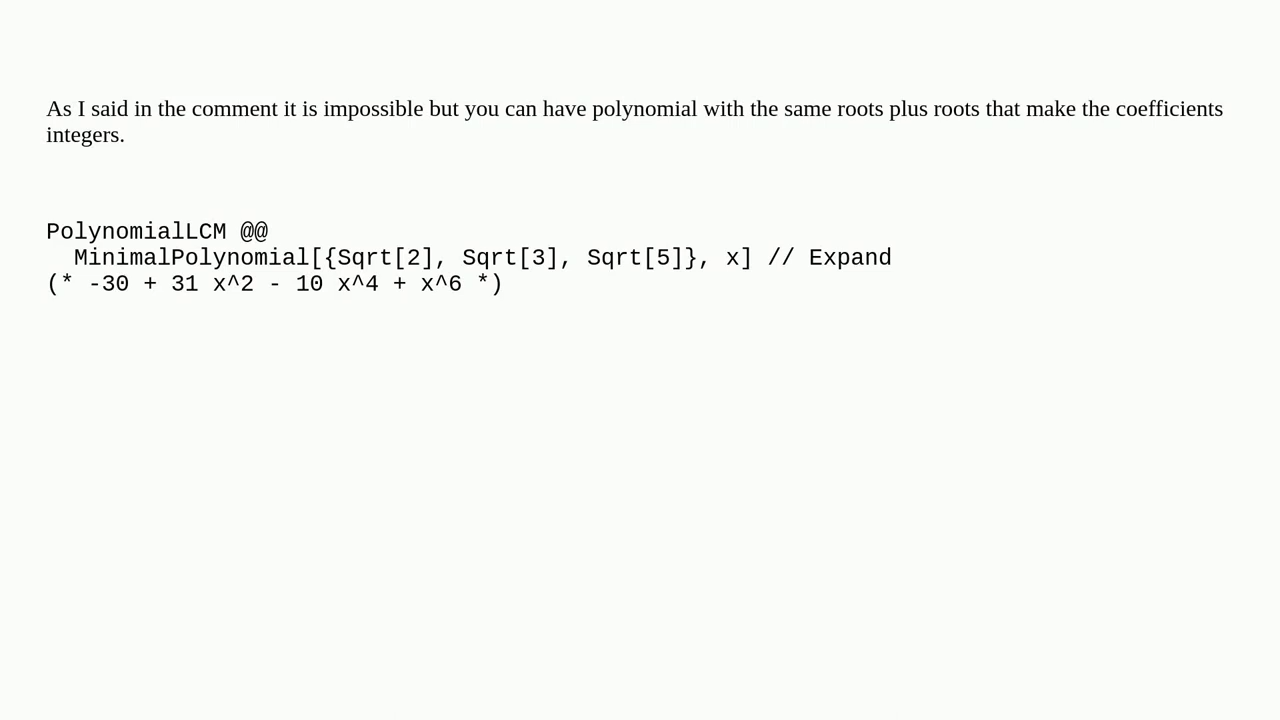 As I said in the comment it is impossible but you can have polynomial with the same roots plus roots that make the coefficients
integers.
PolynomialLCM @@
  MinimalPolynomial[{Sqrt[2], Sqrt[3], Sqrt[5]}, x] // Expand
(* -30 + 31 x^2 - 10 x^4 + x^6 *)